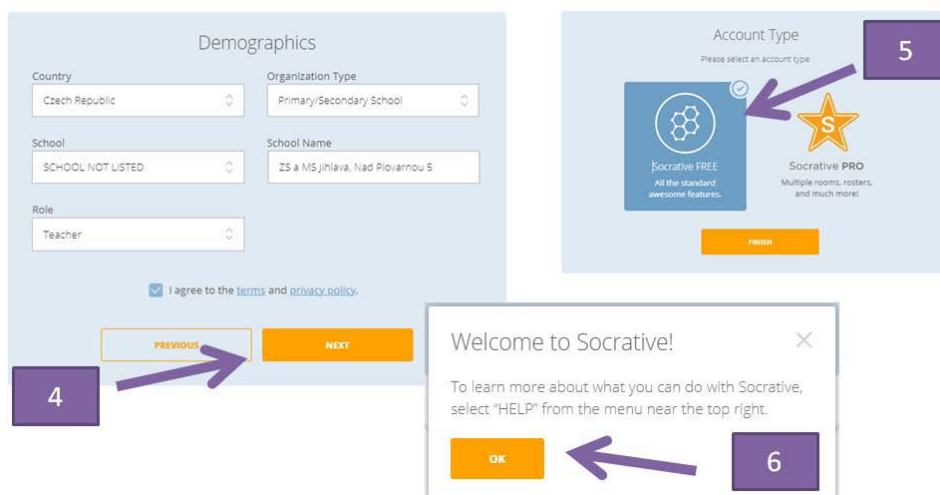 Demographics
Country
Organization Type
Czech Republic
Primary/Secondary School
School
School Name
SCHOOL NOT LISTED
ZS a MS Jihlava, Nad Plovarnou 5
Role
Teacher
I agree to the terms and privacy policy.
PREVIOUS
NEXT
4
Account Type
Please select an account type
5
Socrative FREE
All the standard
awesome features.
S
Socrative PRO
Multiple rooms, rosters,
and much more!
FINISH
Welcome to Socrative!
To learn more about what you can do with Socrative,
select "HELP" from the menu near the top right.
OK
6